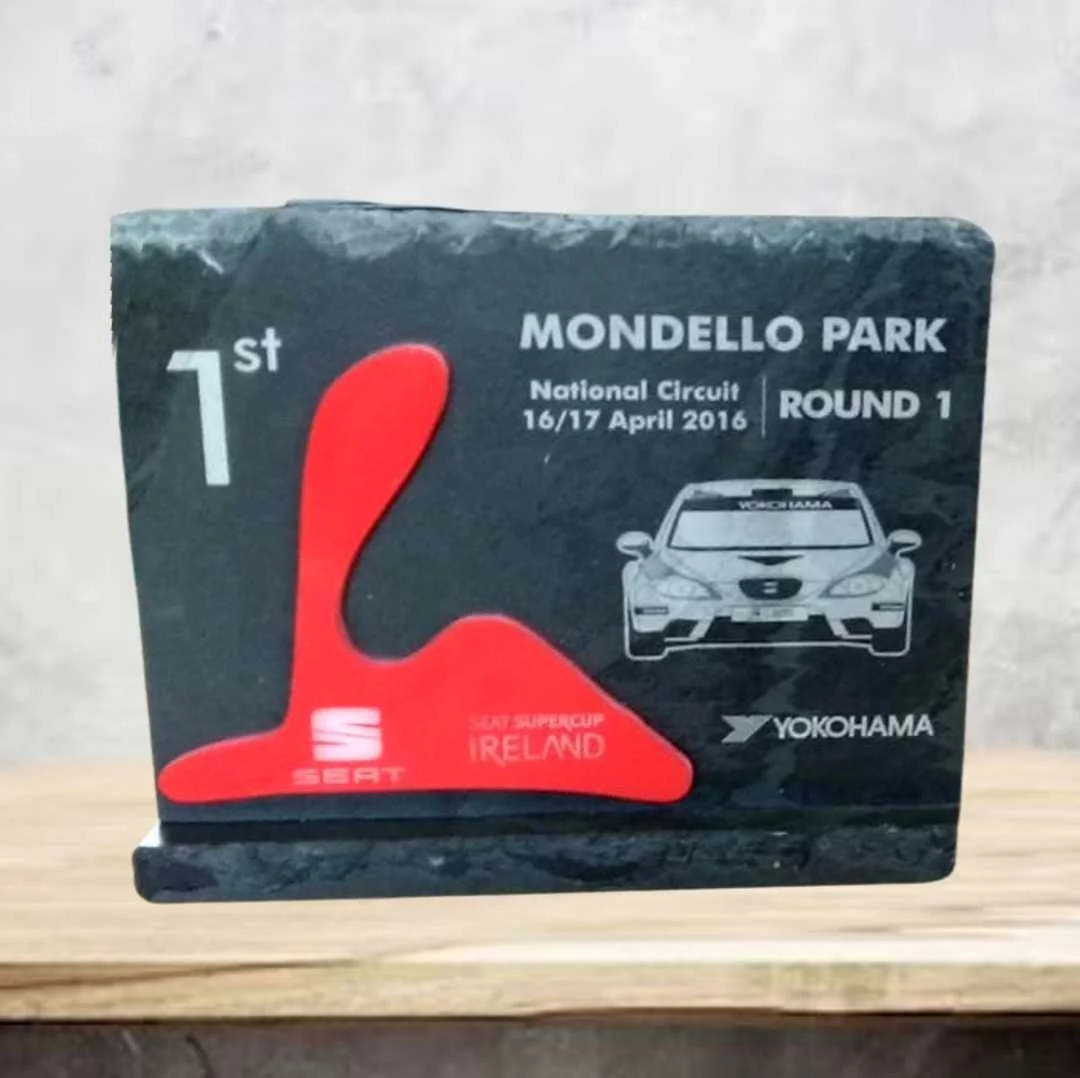 1st
MONDELLO PARK
National Circuit
16/17 April 2016
ROUND 1
YOKOHAMA
SEAT
SEAT SUPERCUP
IRELAND
YOKOHAMA